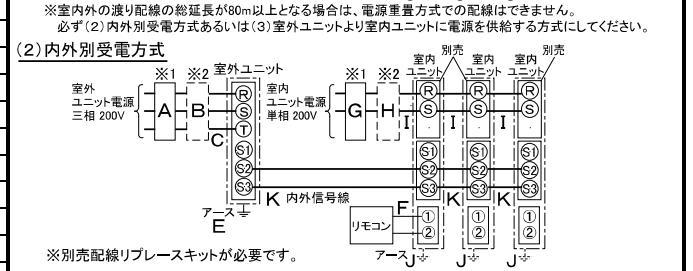 ※室内外の渡り配線の総延長が80m以上となる場合は、電源重畳方式での配線はできません。
必ず(2)内外別受電方式あるいは(3)室外ユニットより室内ユニットに電源を供給する方式にしてください。
(2)内外別受電方式
※1 ※2 室外ユニット ※1 ※2 室内ユニット 別売 室内ユニット 室内ユニット 別売
室外ユニット電源 三相 200V
A B C
R
S
T
S1
S2
S3
アース
E
室内ユニット電源 単相 200V
G H I I I
R R R
S S S
S1 S1 S1
S2 S2 S2
S3 S3 S3
K 内外信号線 K K
リモコン F
① ① ①
② ② ②
アース J J J
※別売配線リプレースキットが必要です。